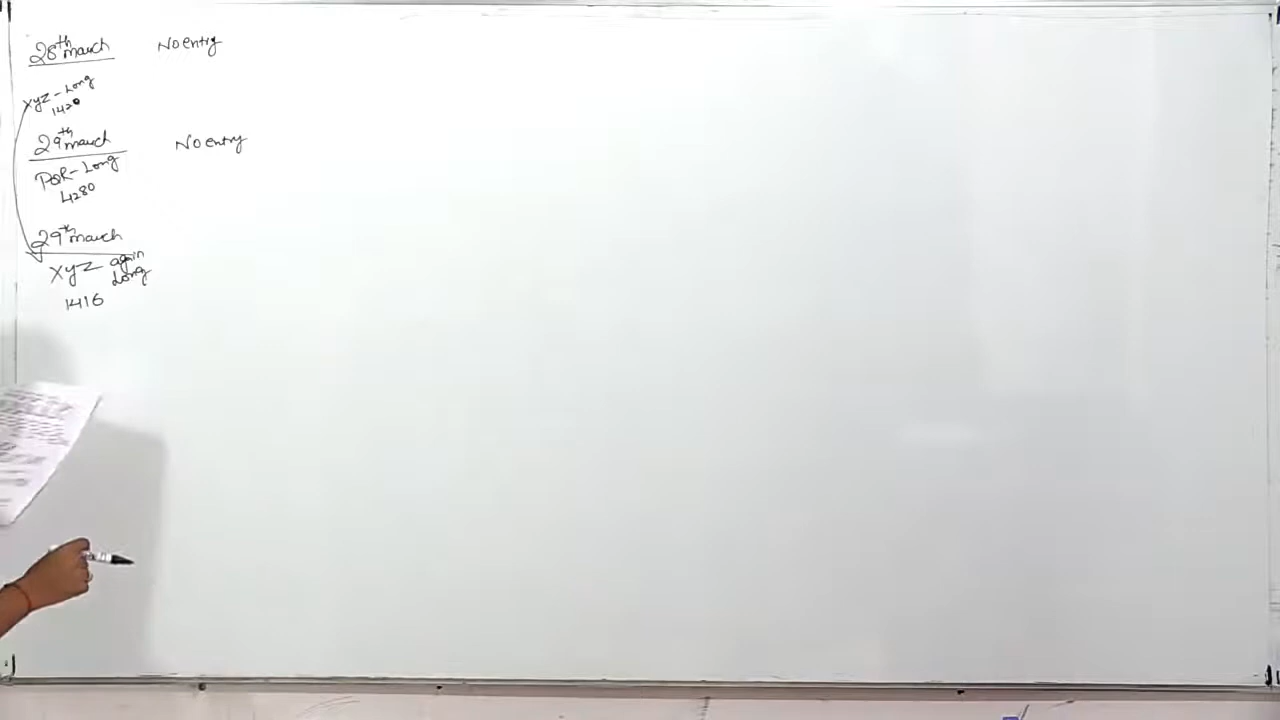 28th March No entry
XYZ - Long
1420
29th March No entry
PQR - Long
4280
29th March
XYZ again
Long
1416